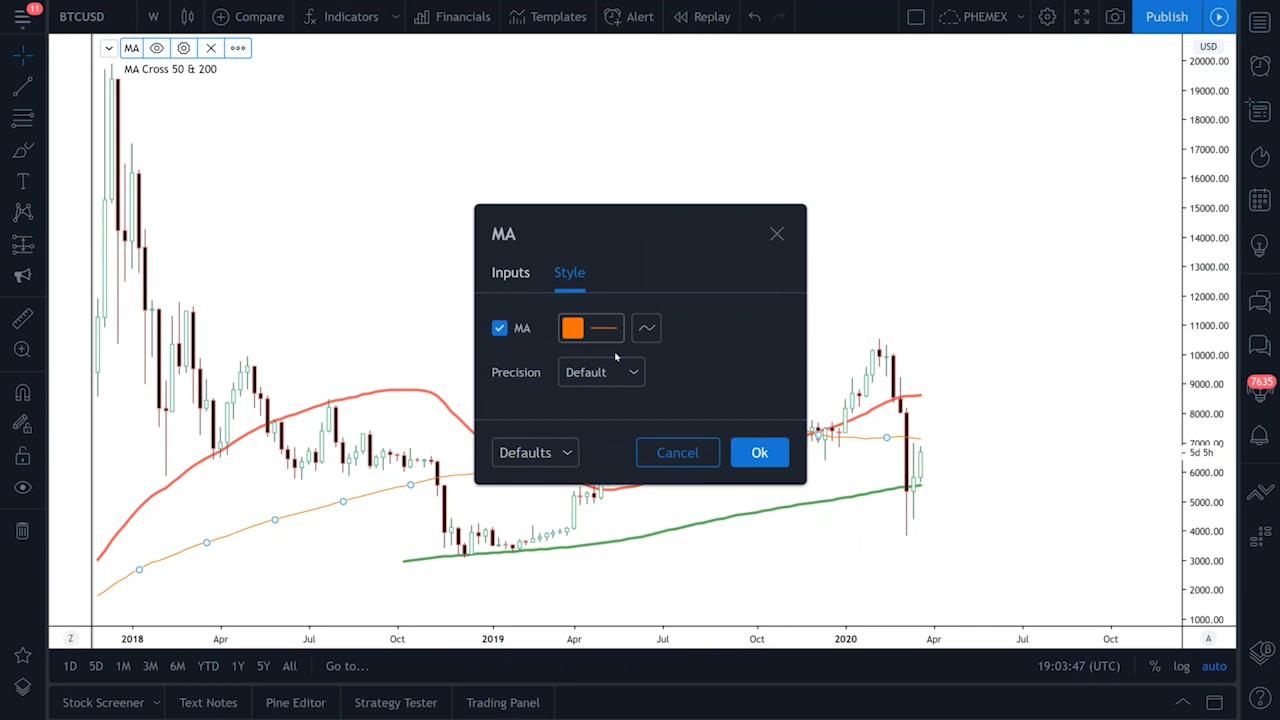 11
BTCUSD W Compare Indicators Financials Templates Alert Replay PHEMEX Publish
MA
MA Cross 50 & 200
USD
20000.00
19000.00
18000.00
17000.00
16000.00
15000.00
14000.00
13000.00
12000.00
11000.00
10000.00
9000.00
8000.00
7000.00
5d 5h
6000.00
5000.00
4000.00
3000.00
2000.00
1000.00
7635
MA
Inputs Style
MA
Precision Default
Defaults Cancel Ok
Z 2018 Apr Jul Oct 2019 Apr Jul Oct 2020 Apr Jul Oct A
1D 5D 1M 3M 6M YTD 1Y 5Y All Go to... 19:03:47 (UTC) % log auto
Stock Screener Text Notes Pine Editor Strategy Tester Trading Panel